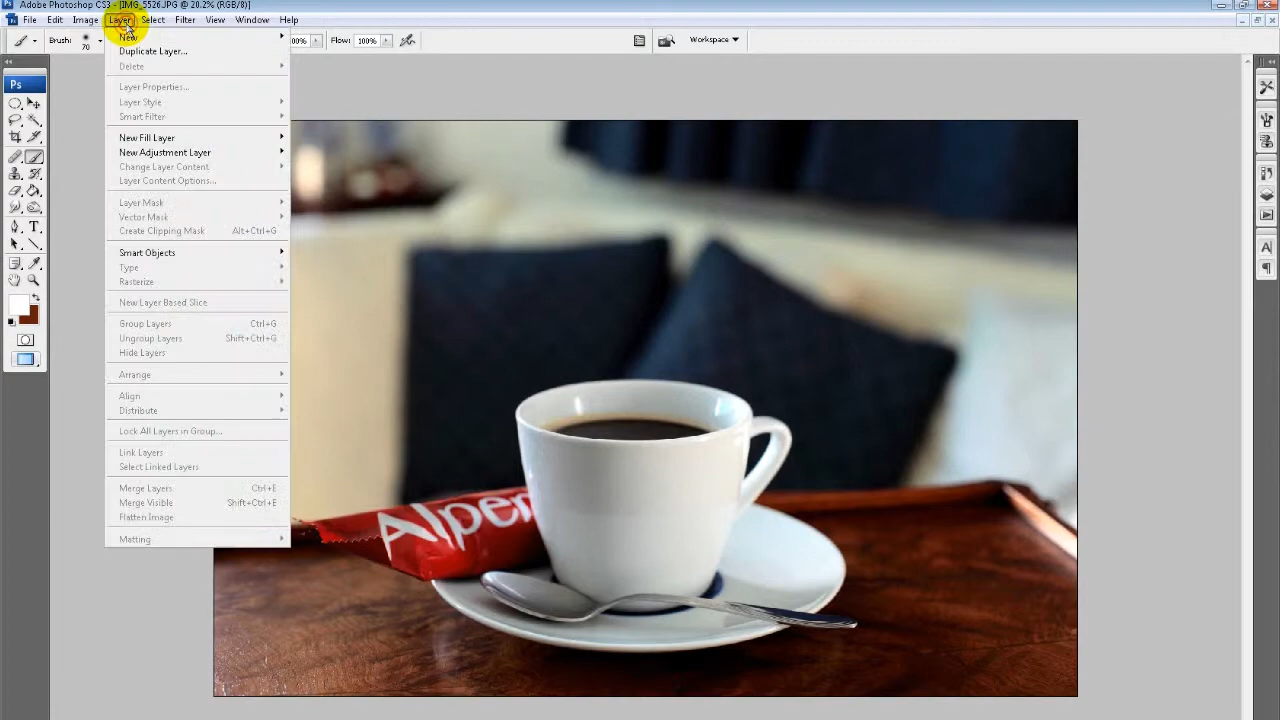 Adobe Photoshop CS3 - [IMG_5526.JPG @ 20.2% (RGB/8)]
File Edit Image Layer Select Filter View Window Help
Brush: 70 00% Flow: 100% Workspace
Ps
New
Duplicate Layer...
Delete
Layer Properties...
Layer Style
Smart Filter
New Fill Layer
New Adjustment Layer
Change Layer Content
Layer Content Options...
Layer Mask
Vector Mask
Create Clipping Mask Alt+Ctrl+G
Smart Objects
Type
Rasterize
New Layer Based Slice
Group Layers Ctrl+G
Ungroup Layers Shift+Ctrl+G
Hide Layers
Arrange
Align
Distribute
Lock All Layers in Group...
Link Layers
Select Linked Layers
Merge Layers Ctrl+E
Merge Visible Shift+Ctrl+E
Flatten Image
Matting
Alpen